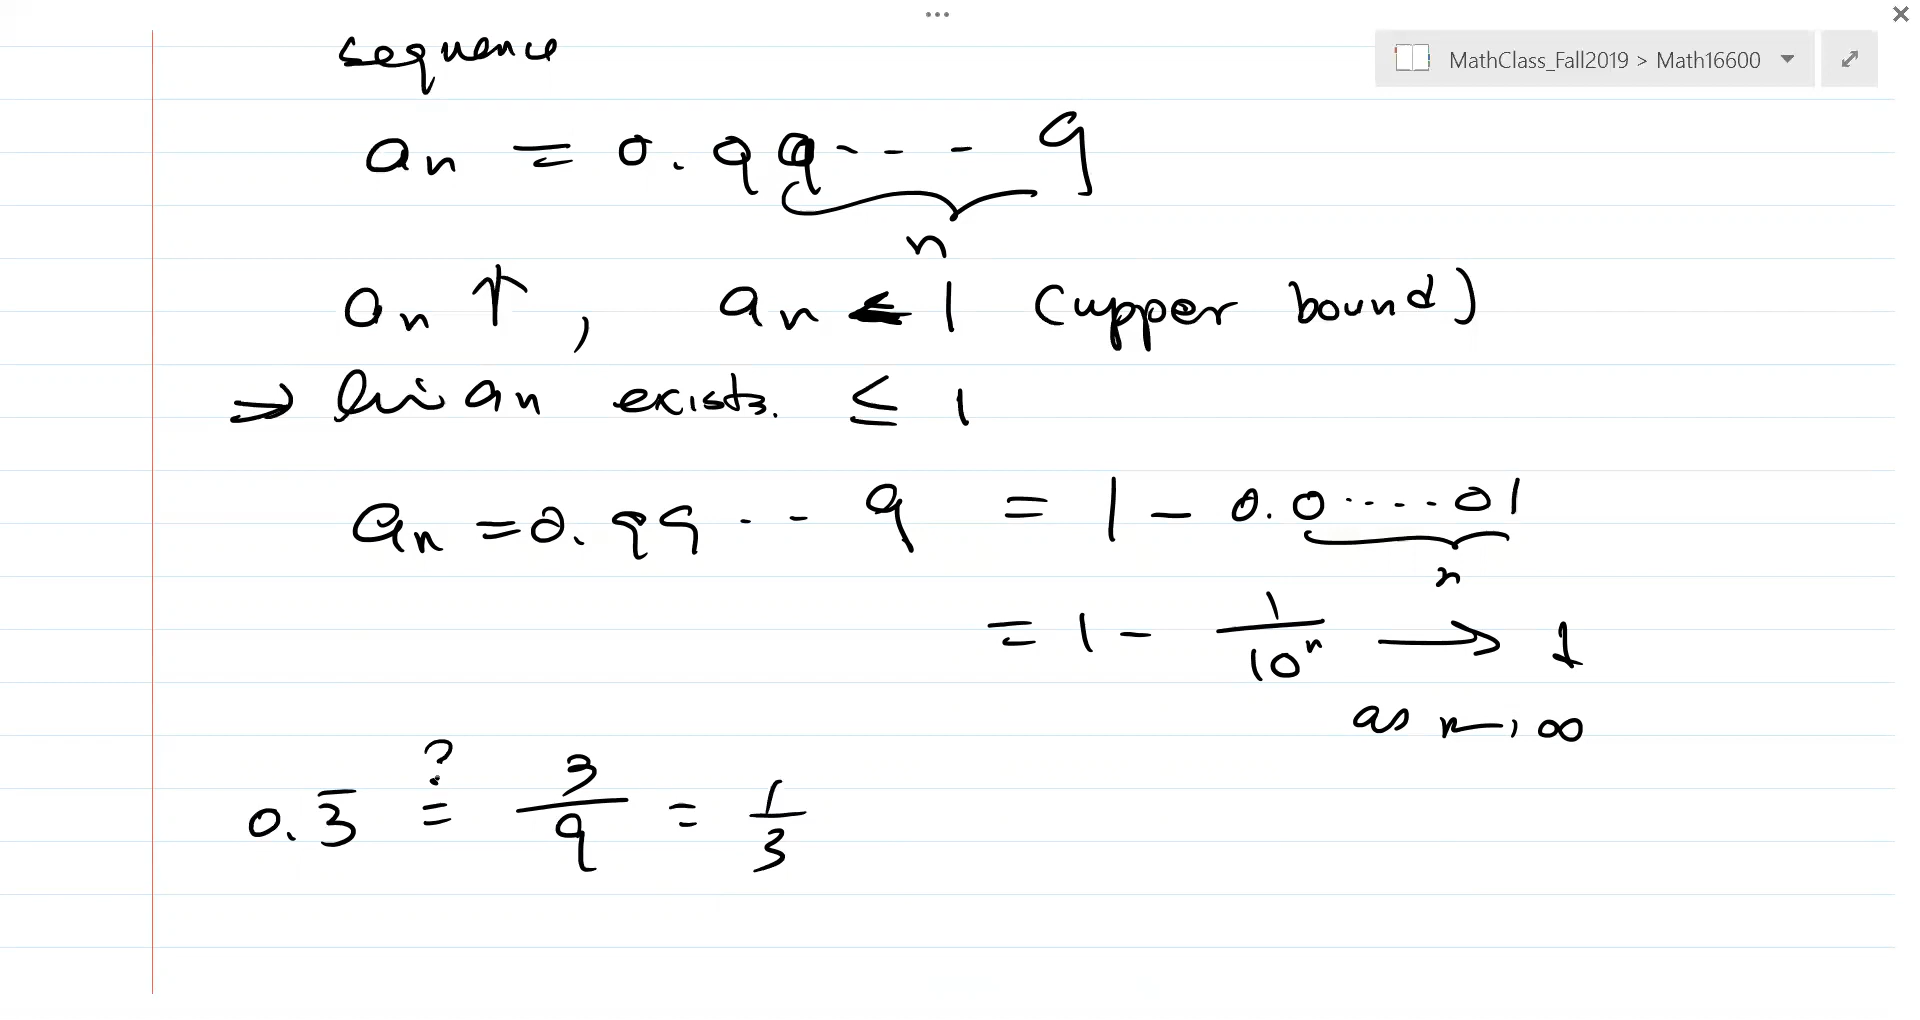 ...
sequence
MathClass_Fall2019 > Math16600
aₙ = 0.99--- 9
n
aₙ ↑, aₙ ≤ 1 (upper bound)
⇒ lim aₙ exists. ≤ 1
aₙ = 0.99-- 9 = 1 - 0.0.....01
n
= 1 - 1/10ⁿ → 1
as n → ∞
0.3̅ ?= 3/9 = 1/3